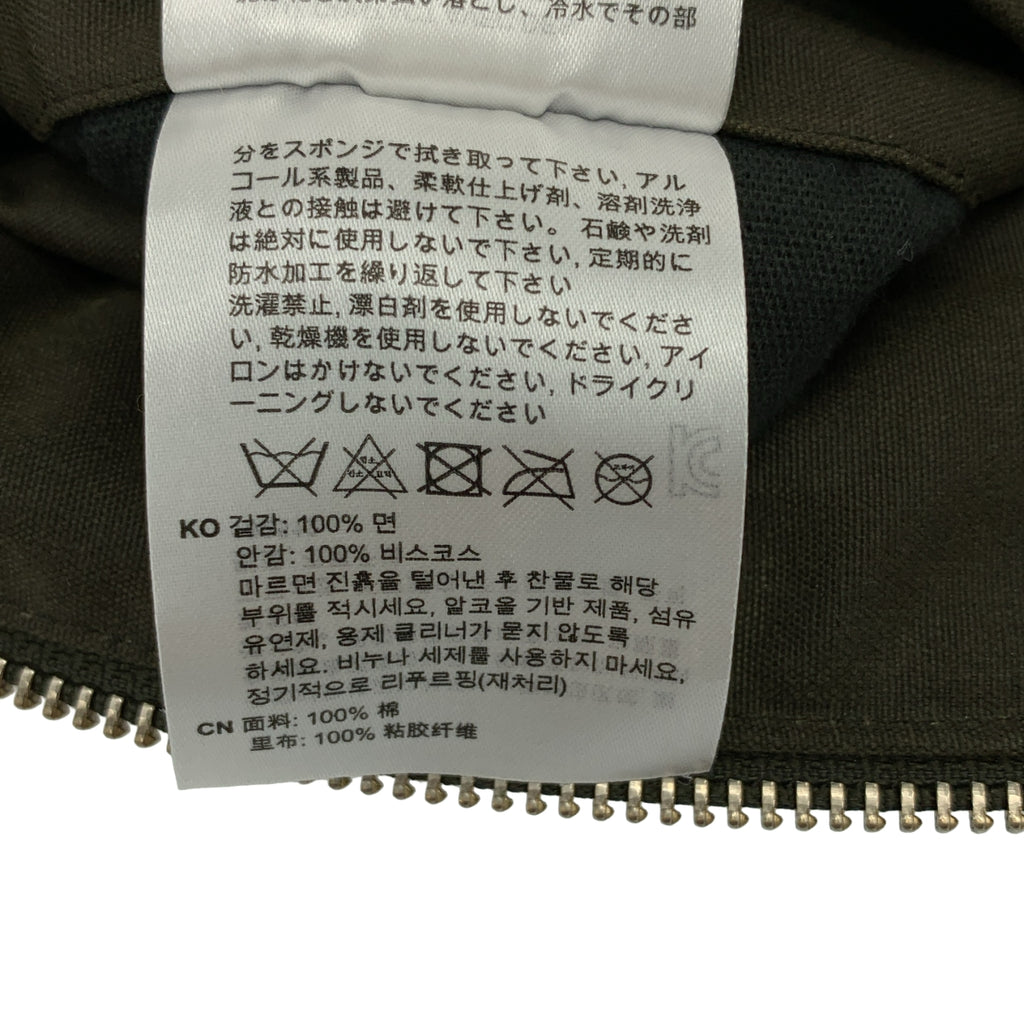 落とし、冷水でその部
分をスポンジで拭き取って下さい, アル
コール系製品、柔軟仕上げ剤、溶剤洗浄
液との接触は避けて下さい。 石鹸や洗剤
は絶対に使用しないで下さい, 定期的に
防水加工を繰り返して下さい
洗濯禁止, 漂白剤を使用しないでくださ
い, 乾燥機を使用しないでください, アイ
ロンはかけないでください, ドライクリ
ーニングしないでください
KO 겉감: 100% 면
안감: 100% 비스코스
마르면 진흙을 털어낸 후 찬물로 해당
부위를 적시세요, 알코올 기반 제품, 섬유
유연제, 용제 클리너가 묻지 않도록
하세요. 비누나 세제를 사용하지 마세요,
정기적으로 리푸르핑(재처리)
CN 面料: 100% 棉
里布: 100% 粘胶纤维